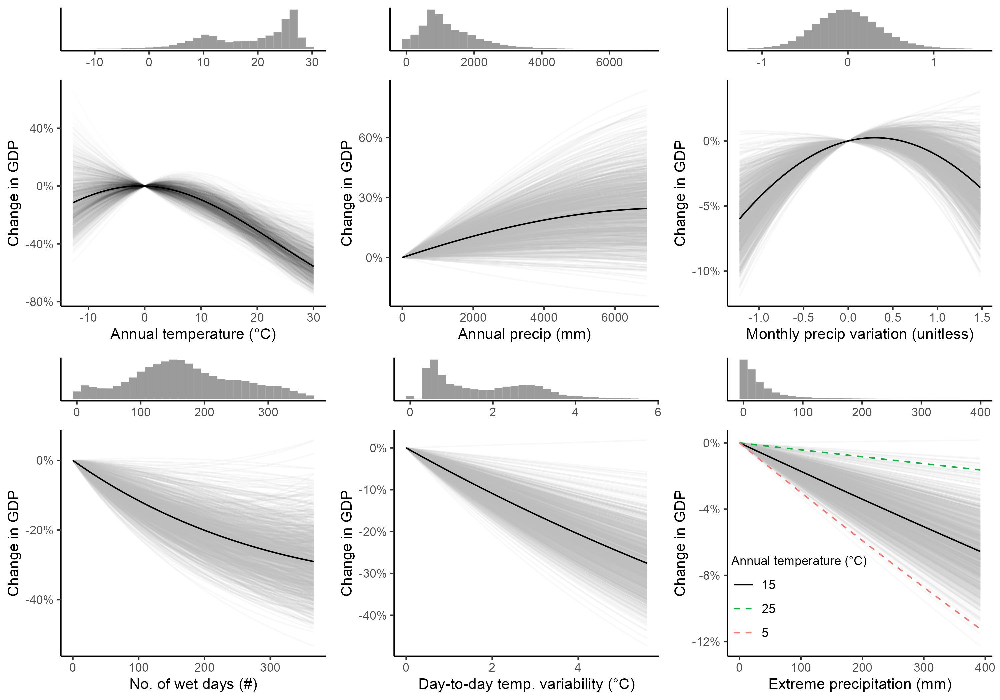 -10 0 10 20 30
0 2000 4000 6000
-1 0 1
Change in GDP
40%
0%
-40%
-80%
-10 0 10 20 30
Annual temperature (°C)
Change in GDP
60%
30%
0%
0 2000 4000 6000
Annual precip (mm)
Change in GDP
0%
-5%
-10%
-1.0 -0.5 0.0 0.5 1.0 1.5
Monthly precip variation (unitless)
0 100 200 300
0 2 4 6
0 100 200 300 400
Change in GDP
0%
-20%
-40%
0 100 200 300
No. of wet days (#)
Change in GDP
0%
-10%
-20%
-30%
-40%
0 2 4
Day-to-day temp. variability (°C)
Change in GDP
0%
-4%
-8%
-12%
Annual temperature (°C)
15
25
5
0 100 200 300 400
Extreme precipitation (mm)